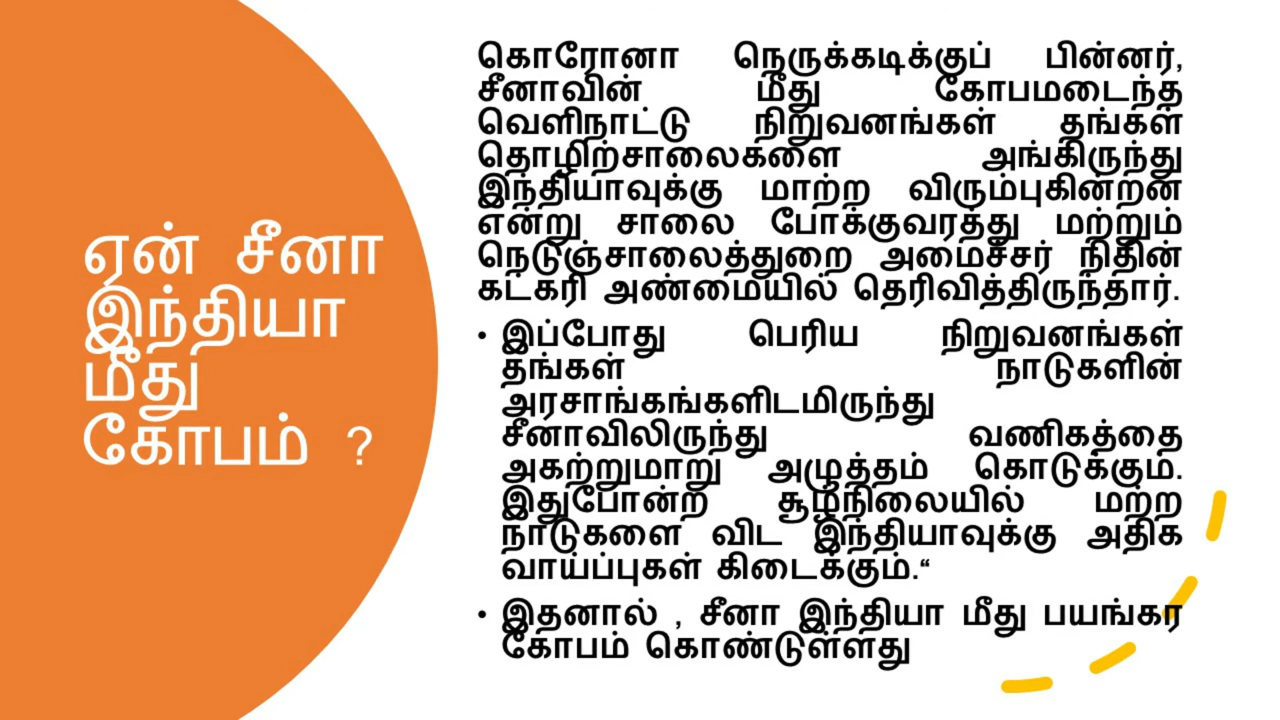 ஏன் சீனா
இந்தியா
மீது
கோபம் ?
கொரோனா நெருக்கடிக்குப் பின்னர்,
சீனாவின் மீது கோபமடைந்த
வெளிநாட்டு நிறுவனங்கள் தங்கள்
தொழிற்சாலைகளை அங்கிருந்து
இந்தியாவுக்கு மாற்ற விரும்புகின்றன
என்று சாலை போக்குவரத்து மற்றும்
நெடுஞ்சாலைத்துறை அமைச்சர் நிதின்
கட்கரி அண்மையில் தெரிவித்திருந்தார்.
• இப்போது பெரிய நிறுவனங்கள்
தங்கள் நாடுகளின்
அரசாங்கங்களிடமிருந்து
சீனாவிலிருந்து வணிகத்தை
அகற்றுமாறு அழுத்தம் கொடுக்கும்.
இதுபோன்ற சூழ்நிலையில் மற்ற
நாடுகளை விட இந்தியாவுக்கு அதிக
வாய்ப்புகள் கிடைக்கும்.“
• இதனால் , சீனா இந்தியா மீது பயங்கர
கோபம் கொண்டுள்ளது